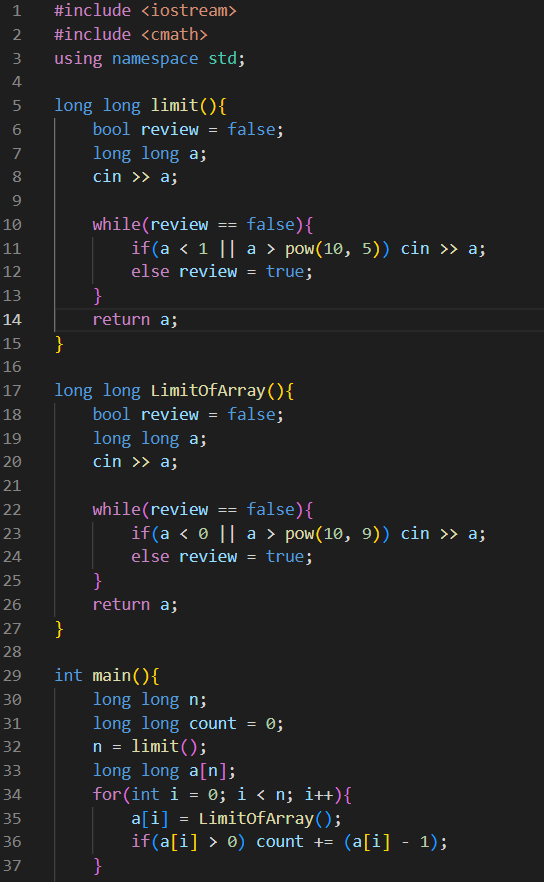 1 #include <iostream>
2 #include <cmath>
3 using namespace std;
4
5 long long limit(){
6     bool review = false;
7     long long a;
8     cin >> a;
9
10     while(review == false){
11         if(a < 1 || a > pow(10, 5)) cin >> a;
12         else review = true;
13     }
14     return a;
15 }
16
17 long long LimitOfArray(){
18     bool review = false;
19     long long a;
20     cin >> a;
21
22     while(review == false){
23         if(a < 0 || a > pow(10, 9)) cin >> a;
24         else review = true;
25     }
26     return a;
27 }
28
29 int main(){
30     long long n;
31     long long count = 0;
32     n = limit();
33     long long a[n];
34     for(int i = 0; i < n; i++){
35         a[i] = LimitOfArray();
36         if(a[i] > 0) count += (a[i] - 1);
37     }